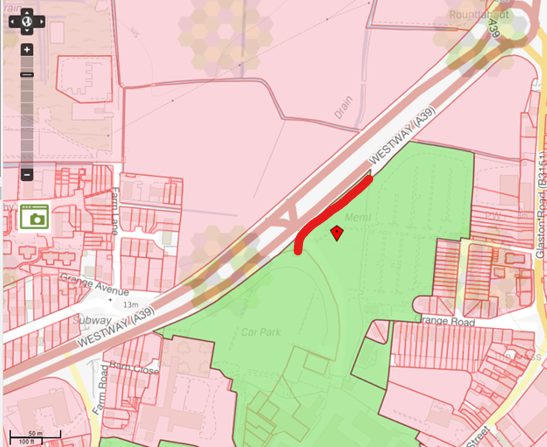 Roundabout
A39
Drain
WESTWAY (A39)
Meml
Glaston Road (B3151)
Farm Lane
Grange Avenue
13m
Subway
WESTWAY (A39)
Car Park
Grange Road
Barn Close
Farm Road
Street
50 m
100 ft